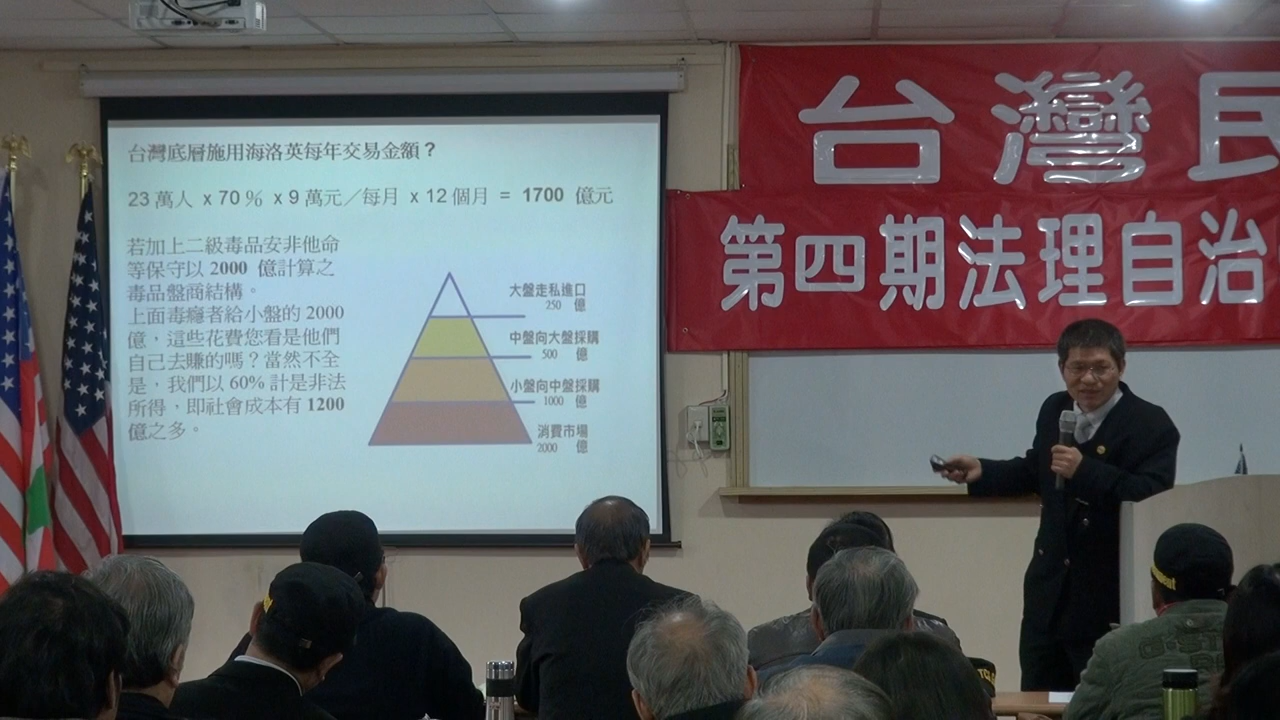 台灣底層施用海洛英每年交易金額？
23 萬人 x 70 % x 9 萬元／每月 x 12 個月 = 1700 億元
若加上二級毒品安非他命
等保守以 2000 億計算之
毒品盤商結構。
上面毒癮者給小盤的 2000
億，這些花費您看是他們
自己去賺的嗎？當然不全
是，我們以 60% 計是非法
所得，即社會成本有 1200
億之多。
大盤走私進口
250 億
中盤向大盤採購
500 億
小盤向中盤採購
1000 億
消費市場
2000 億
台灣民
第四期法理自治